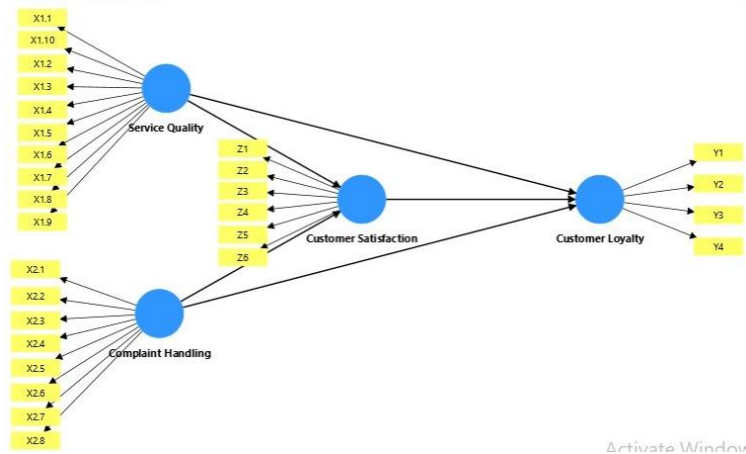 X1.1
X1.10
X1.2
X1.3
X1.4
X1.5
X1.6
X1.7
X1.8
X1.9
Service Quality
Z1
Z2
Z3
Z4
Z5
Z6
Customer Satisfaction
Customer Loyalty
Y1
Y2
Y3
Y4
X2.1
X2.2
X2.3
X2.4
X2.5
X2.6
X2.7
X2.8
Complaint Handling
Activate Window